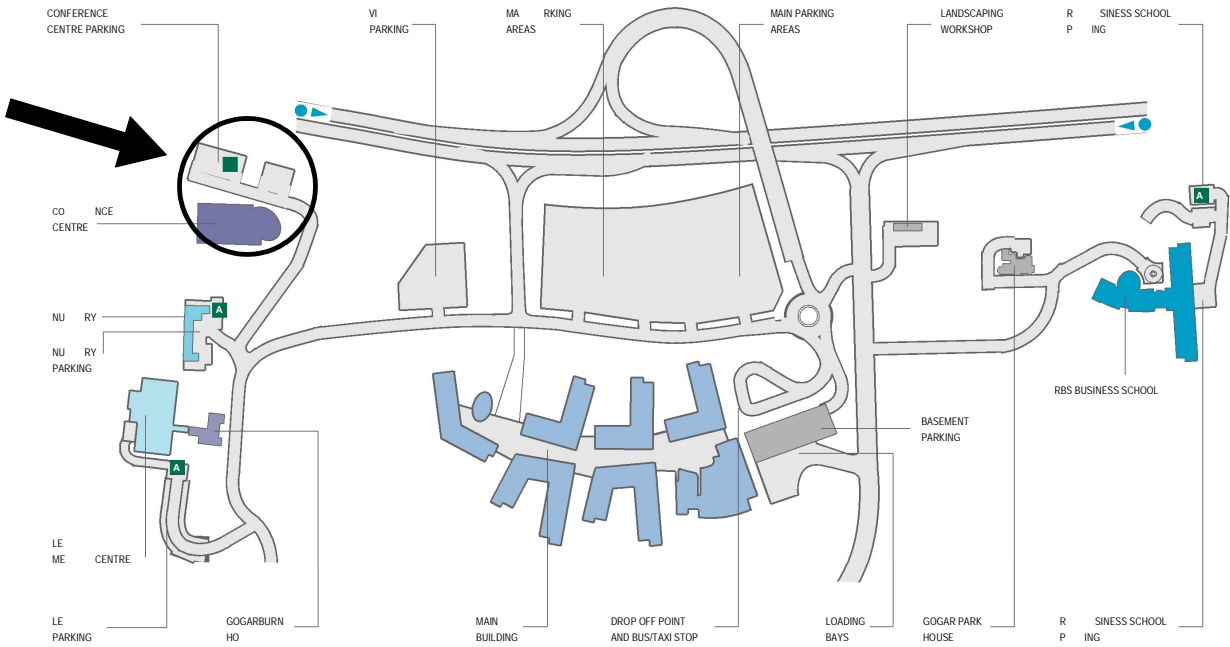 CONFERENCE
CENTRE PARKING
VI
PARKING
MA RKING
AREAS
MAIN PARKING
AREAS
LANDSCAPING
WORKSHOP
R SINESS SCHOOL
P ING
A
CO NCE
CENTRE
NU RY
A
NU RY
PARKING
RBS BUSINESS SCHOOL
BASEMENT
PARKING
A
LE
ME CENTRE
LE
PARKING
GOGARBURN
HO
MAIN
BUILDING
DROP OFF POINT
AND BUS/TAXI STOP
LOADING
BAYS
GOGAR PARK
HOUSE
R SINESS SCHOOL
P ING